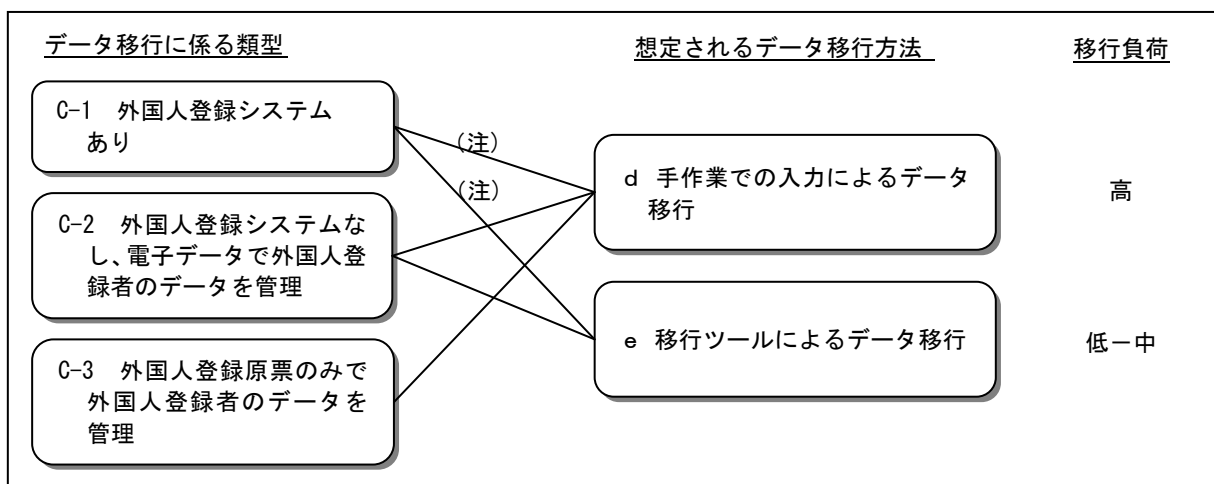 データ移行に係る類型
想定されるデータ移行方法
移行負荷
C-1 外国人登録システム
あり
(注)
(注)
C-2 外国人登録システムな
し、電子データで外国人登
録者のデータを管理
C-3 外国人登録原票のみで
外国人登録者のデータを
管理
d 手作業での入力によるデータ
移行
高
e 移行ツールによるデータ移行
低－中